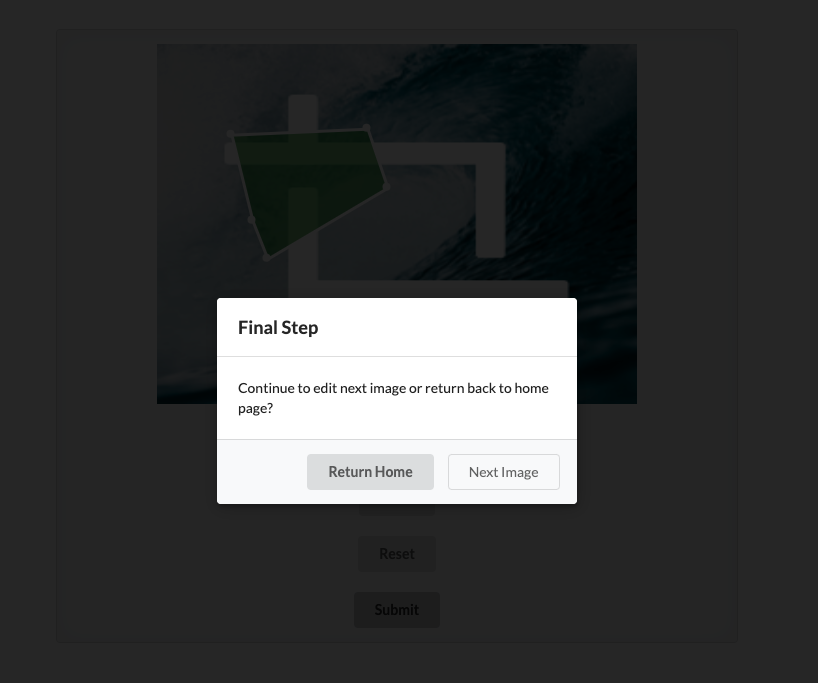 Final Step
Continue to edit next image or return back to home
page?
Return Home
Next Image
Reset
Submit